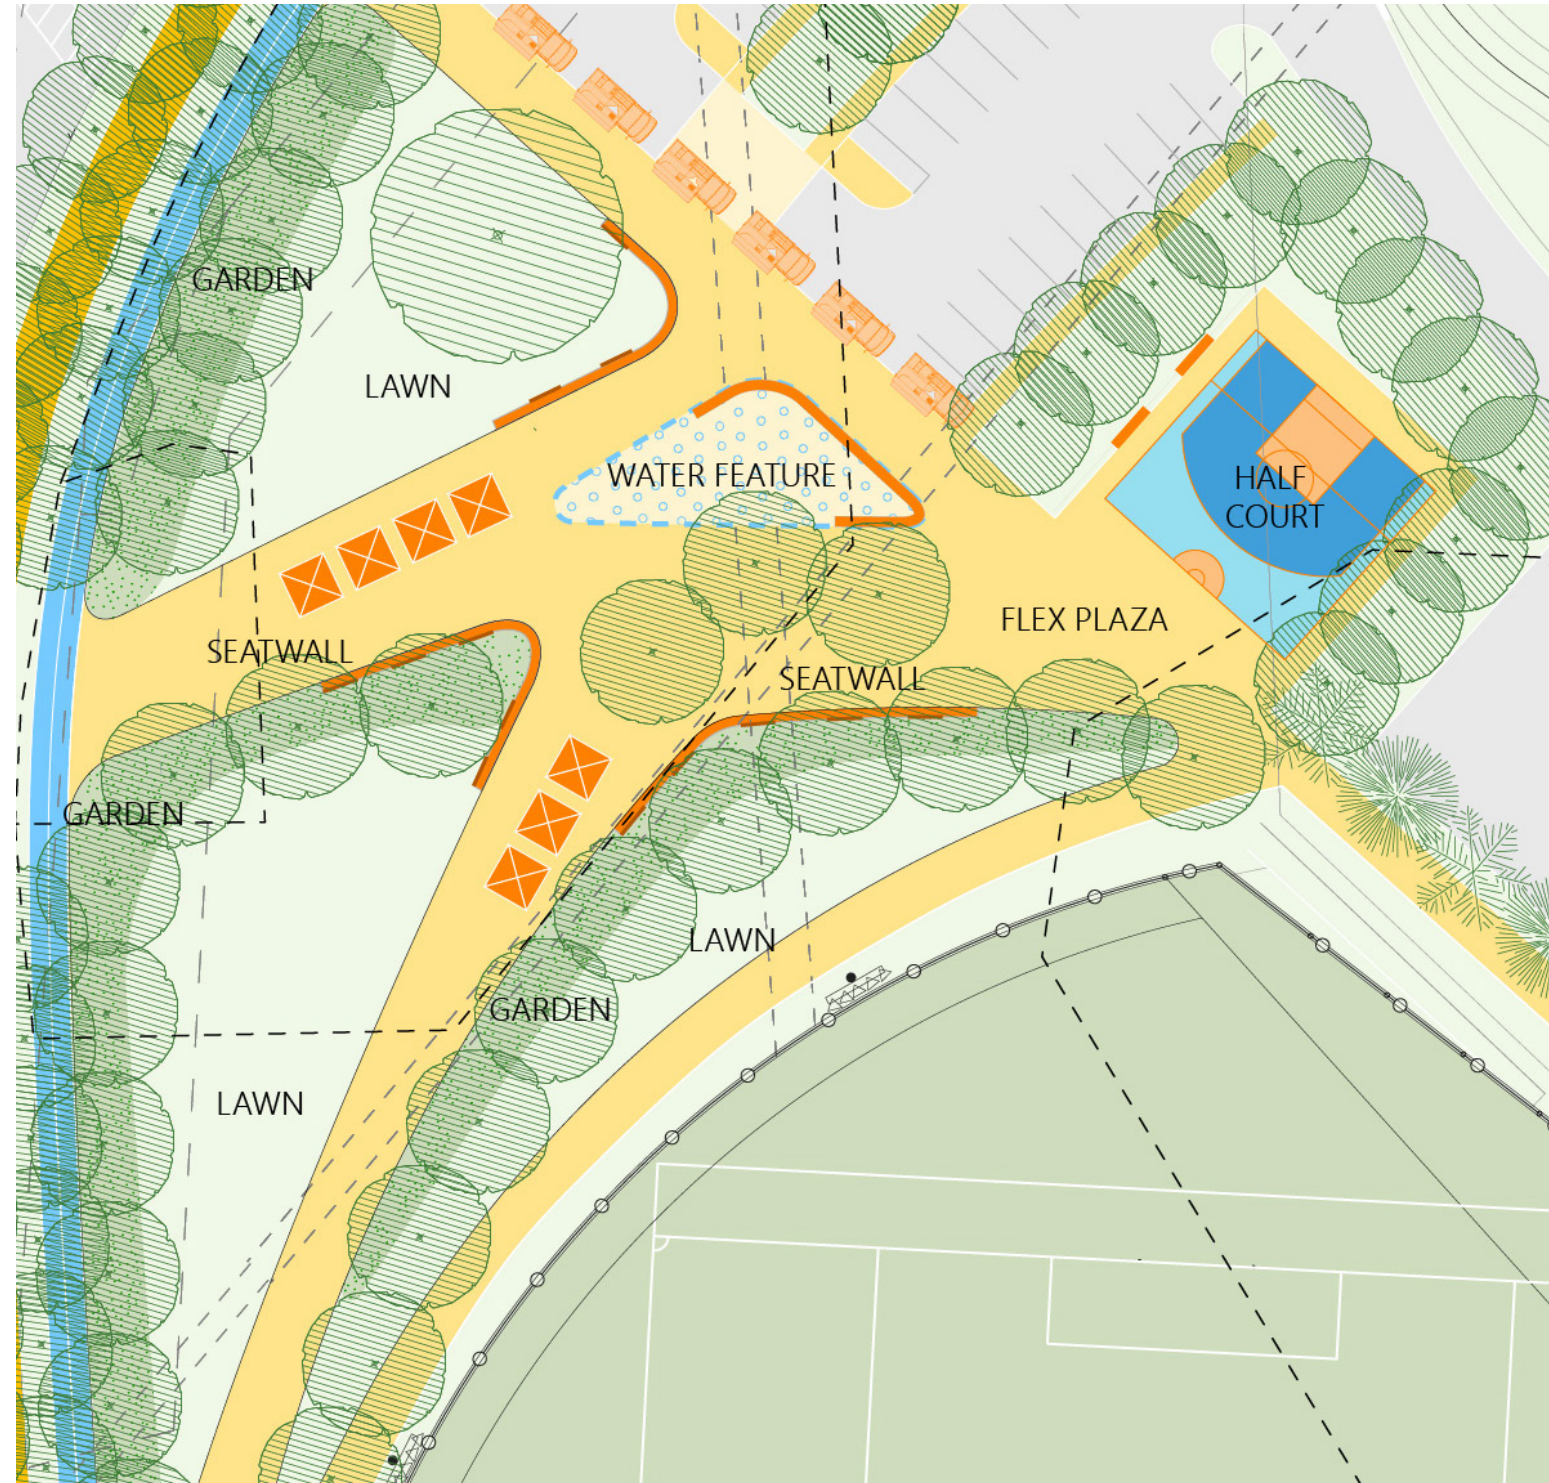 GARDEN
LAWN
WATER FEATURE
HALF
COURT
FLEX PLAZA
SEATWALL
SEATWALL
GARDEN
LAWN
GARDEN
LAWN